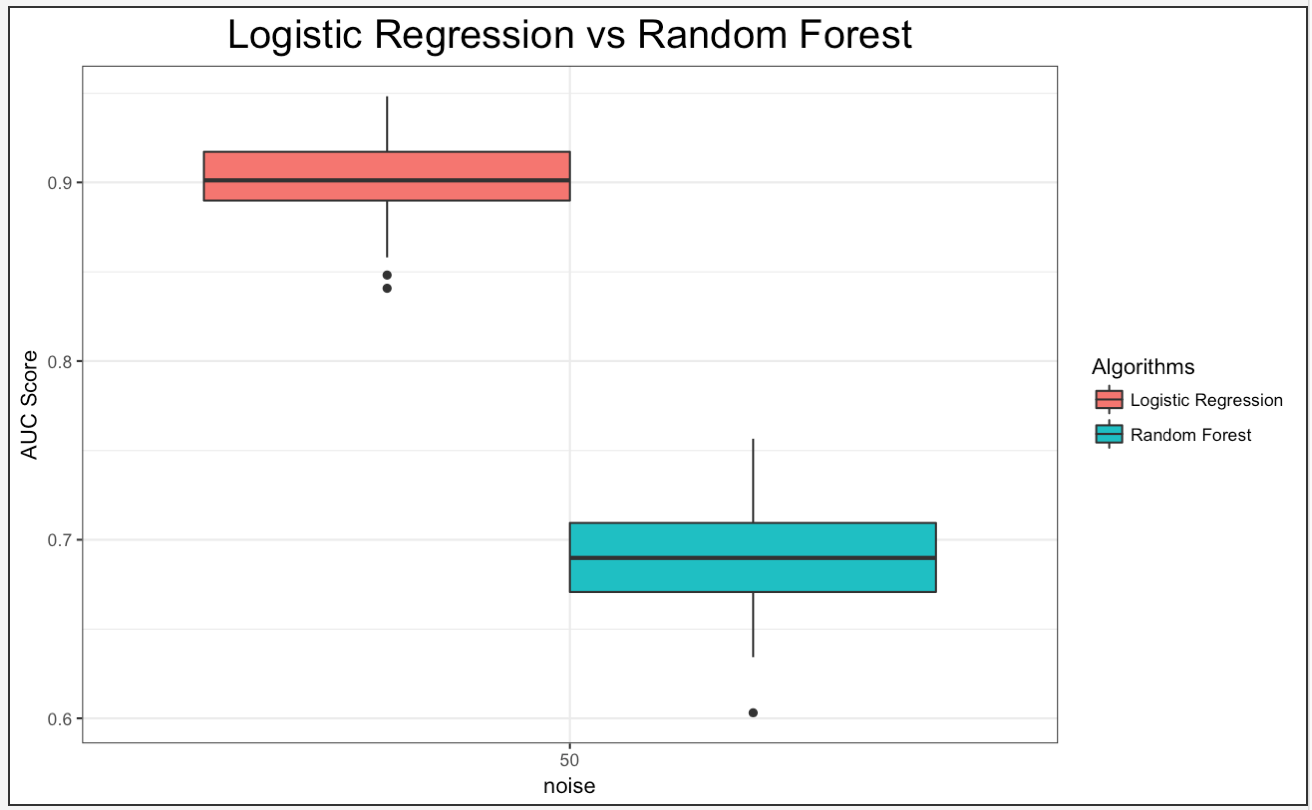 Logistic Regression vs Random Forest
0.9
0.8
0.7
0.6
AUC Score
50
noise
Algorithms
Logistic Regression
Random Forest